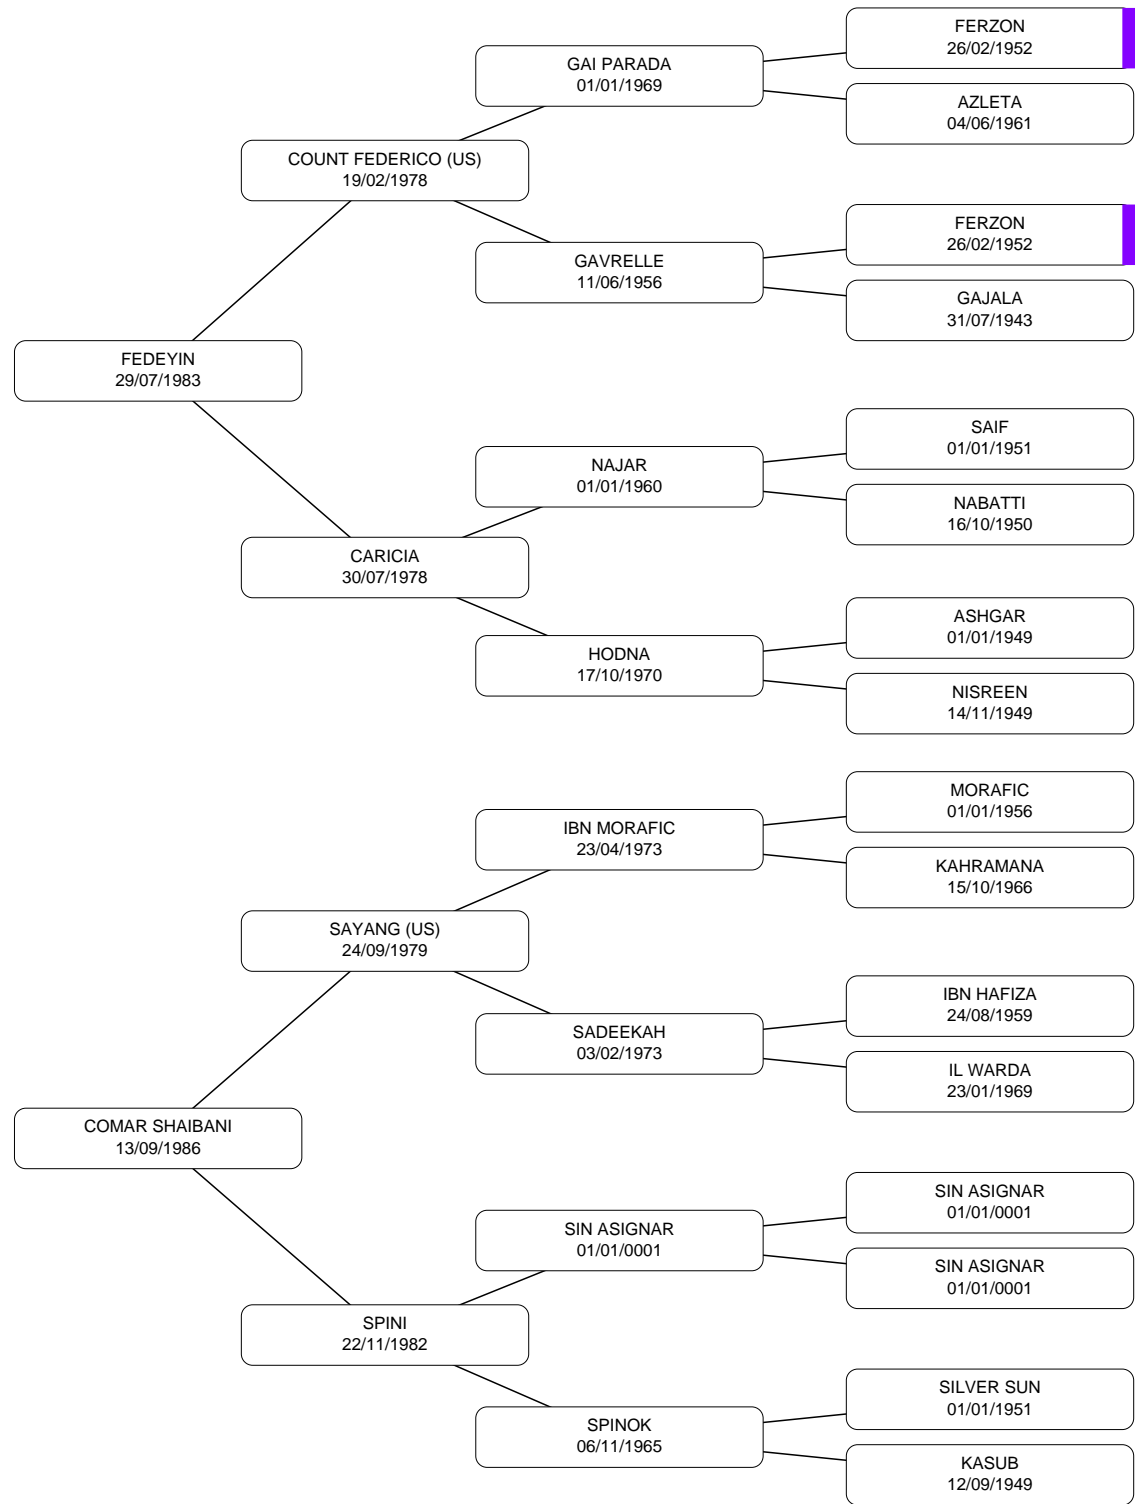 FERZON
26/02/1952
GAI PARADA
01/01/1969
AZLETA
04/06/1961
COUNT FEDERICO (US)
19/02/1978
FERZON
26/02/1952
GAVRELLE
11/06/1956
GAJALA
31/07/1943
FEDEYIN
29/07/1983
SAIF
01/01/1951
NAJAR
01/01/1960
NABATTI
16/10/1950
CARICIA
30/07/1978
ASHGAR
01/01/1949
HODNA
17/10/1970
NISREEN
14/11/1949
MORAFIC
01/01/1956
IBN MORAFIC
23/04/1973
KAHRAMANA
15/10/1966
SAYANG (US)
24/09/1979
IBN HAFIZA
24/08/1959
SADEEKAH
03/02/1973
IL WARDA
23/01/1969
COMAR SHAIBANI
13/09/1986
SIN ASIGNAR
01/01/0001
SIN ASIGNAR
01/01/0001
SIN ASIGNAR
01/01/0001
SPINI
22/11/1982
SILVER SUN
01/01/1951
SPINOK
06/11/1965
KASUB
12/09/1949